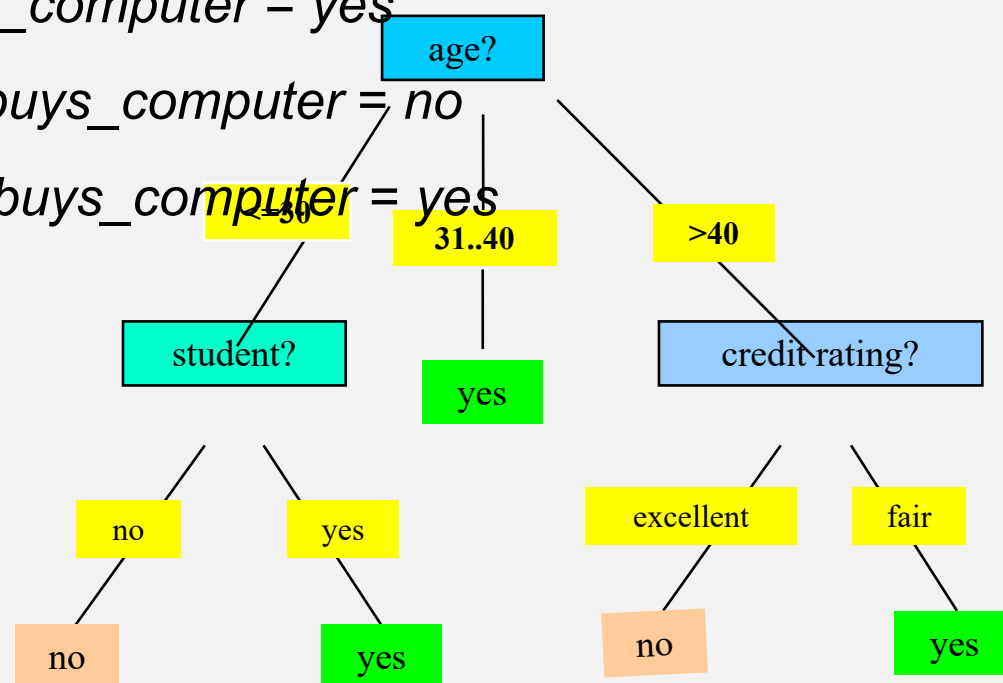 _computer = yes
age?
buys_computer = no
buys_computer = yes
<=30
31..40
>40
student?
yes
credit rating?
no
yes
excellent
fair
no
yes
no
yes